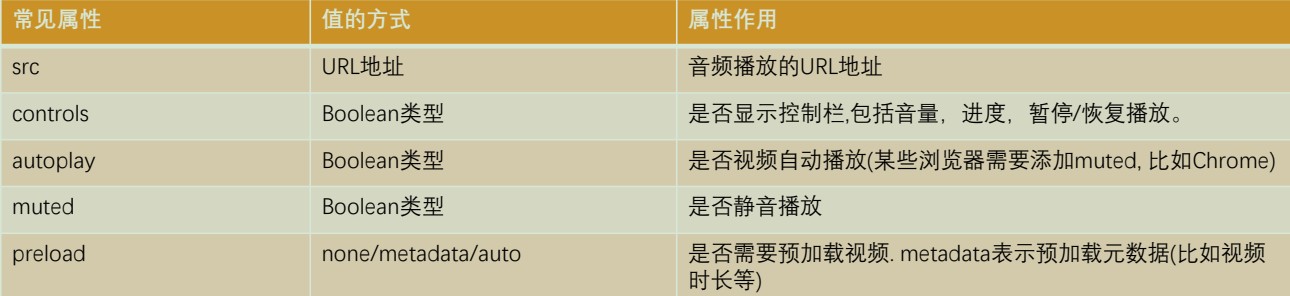 常见属性 值的方式 属性作用
src URL地址 音频播放的URL地址
controls Boolean类型 是否显示控制栏,包括音量，进度，暂停/恢复播放。
autoplay Boolean类型 是否视频自动播放(某些浏览器需要添加muted, 比如Chrome)
muted Boolean类型 是否静音播放
preload none/metadata/auto 是否需要预加载视频. metadata表示预加载元数据(比如视频
时长等)